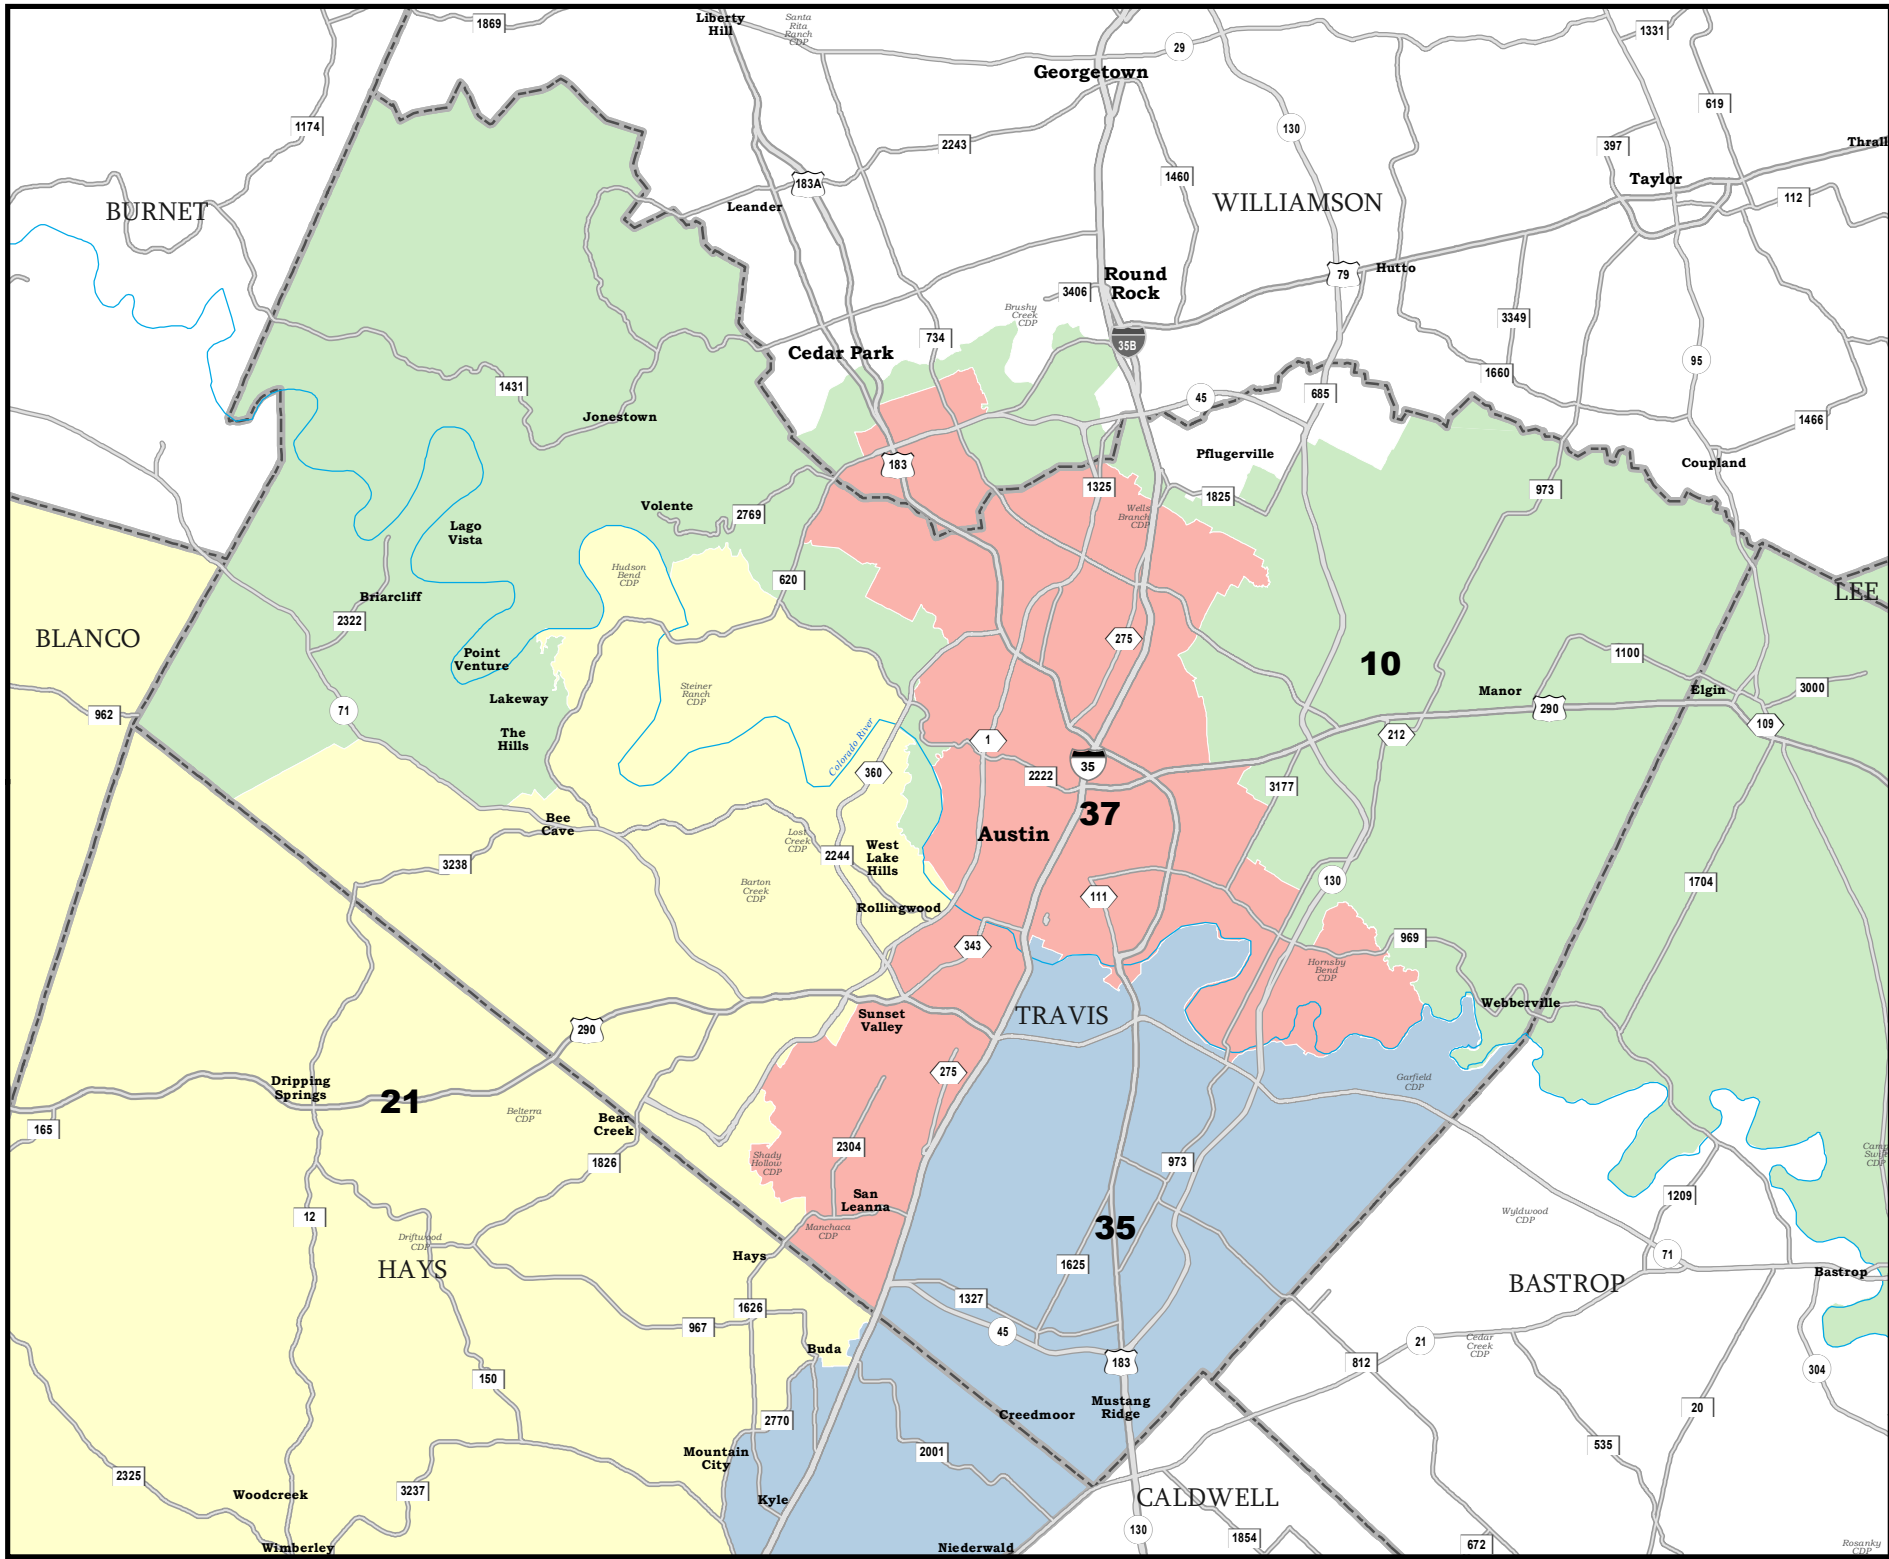 1869
Liberty
Hill
Santa
Rita
Ranch
CDP
29
1331
Georgetown
619
1174
130
2243
397
Thrall
183A
1460
Taylor
112
BURNET
Leander
WILLIAMSON
Round
Rock
79
Hutto
3406
Brushy
Creek
CDP
3349
734
35B
Cedar Park
95
1660
1431
685
45
Jonestown
1466
Pflugerville
183
Coupland
1325
1825
973
Volente
2769
Wells
Branch
CDP
Lago
Vista
Hudson
Bend
CDP
620
LEE
Briarcliff
2322
BLANCO
275
1100
Point
Venture
10
Steiner
Ranch
CDP
Manor
Elgin
3000
Lakeway
962
71
290
109
The
Hills
1
212
Colorado River
360
35
2222
3177
37
Bee
Cave
Austin
Lost
Creek
CDP
2244
West
Lake
Hills
3238
130
1704
Barton
Creek
CDP
111
Rollingwood
343
969
Hornsby
Bend
CDP
Webberville
Sunset
Valley
TRAVIS
290
275
Garfield
CDP
Dripping
Springs
21
Belterra
CDP
Bear
Creek
165
2304
Camp
Swift
CDP
1826
Shady
Hollow
CDP
973
San
Leanna
1209
12
Wyldwood
CDP
Manchaca
CDP
35
Driftwood
CDP
Hays
71
HAYS
1625
BASTROP
Bastrop
1327
1626
967
45
21
Cedar
Creek
CDP
Buda
183
812
304
150
Mustang
Ridge
Creedmoor
20
2770
535
Mountain
City
2001
2325
3237
Woodcreek
Kyle
CALDWELL
130
1854
672
Wimberley
Niederwald
Rosanky
CDP